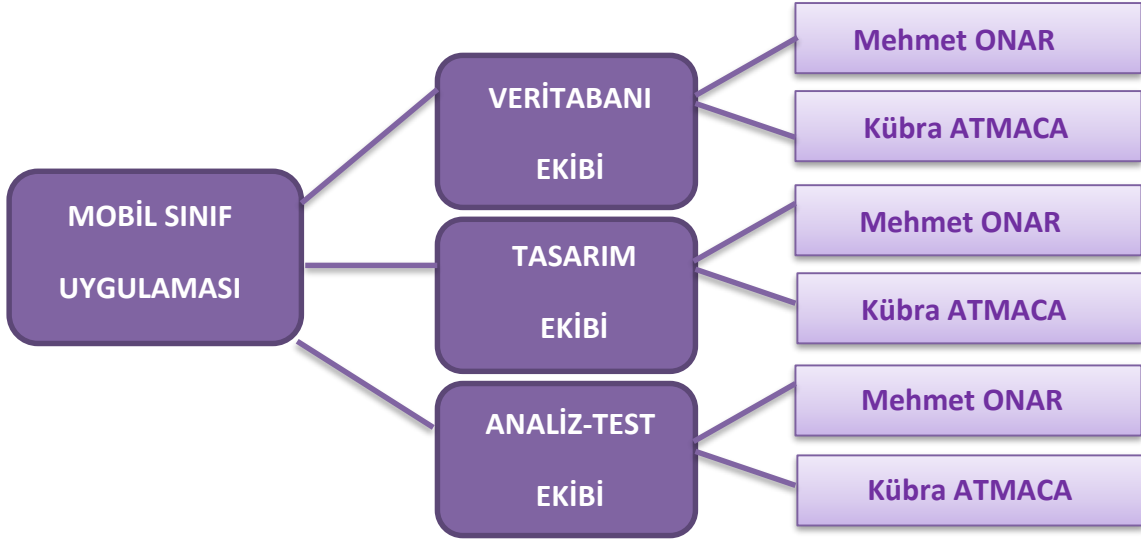 MOBİL SINIF
UYGULAMASI
VERİTABANI
EKİBİ
Mehmet ONAR
Kübra ATMACA
TASARIM
EKİBİ
Mehmet ONAR
Kübra ATMACA
ANALİZ-TEST
EKİBİ
Mehmet ONAR
Kübra ATMACA